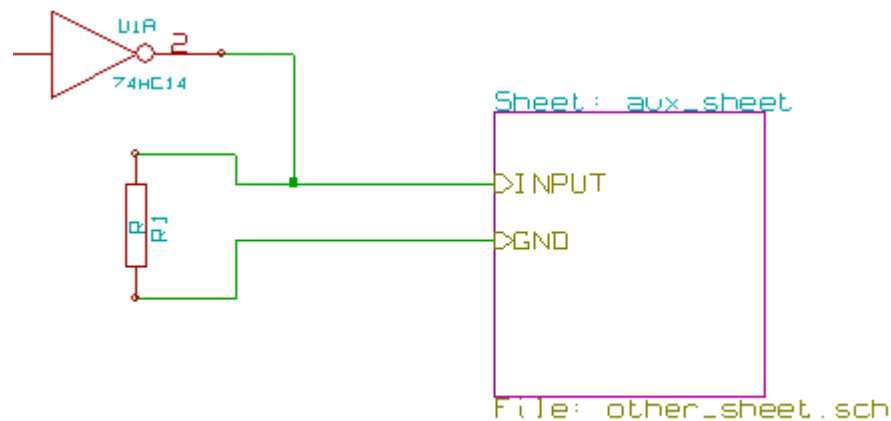 U1A
2
74HC14
Sheet: aux_sheet
INPUT
R
R1
GND
File: other_sheet.sch